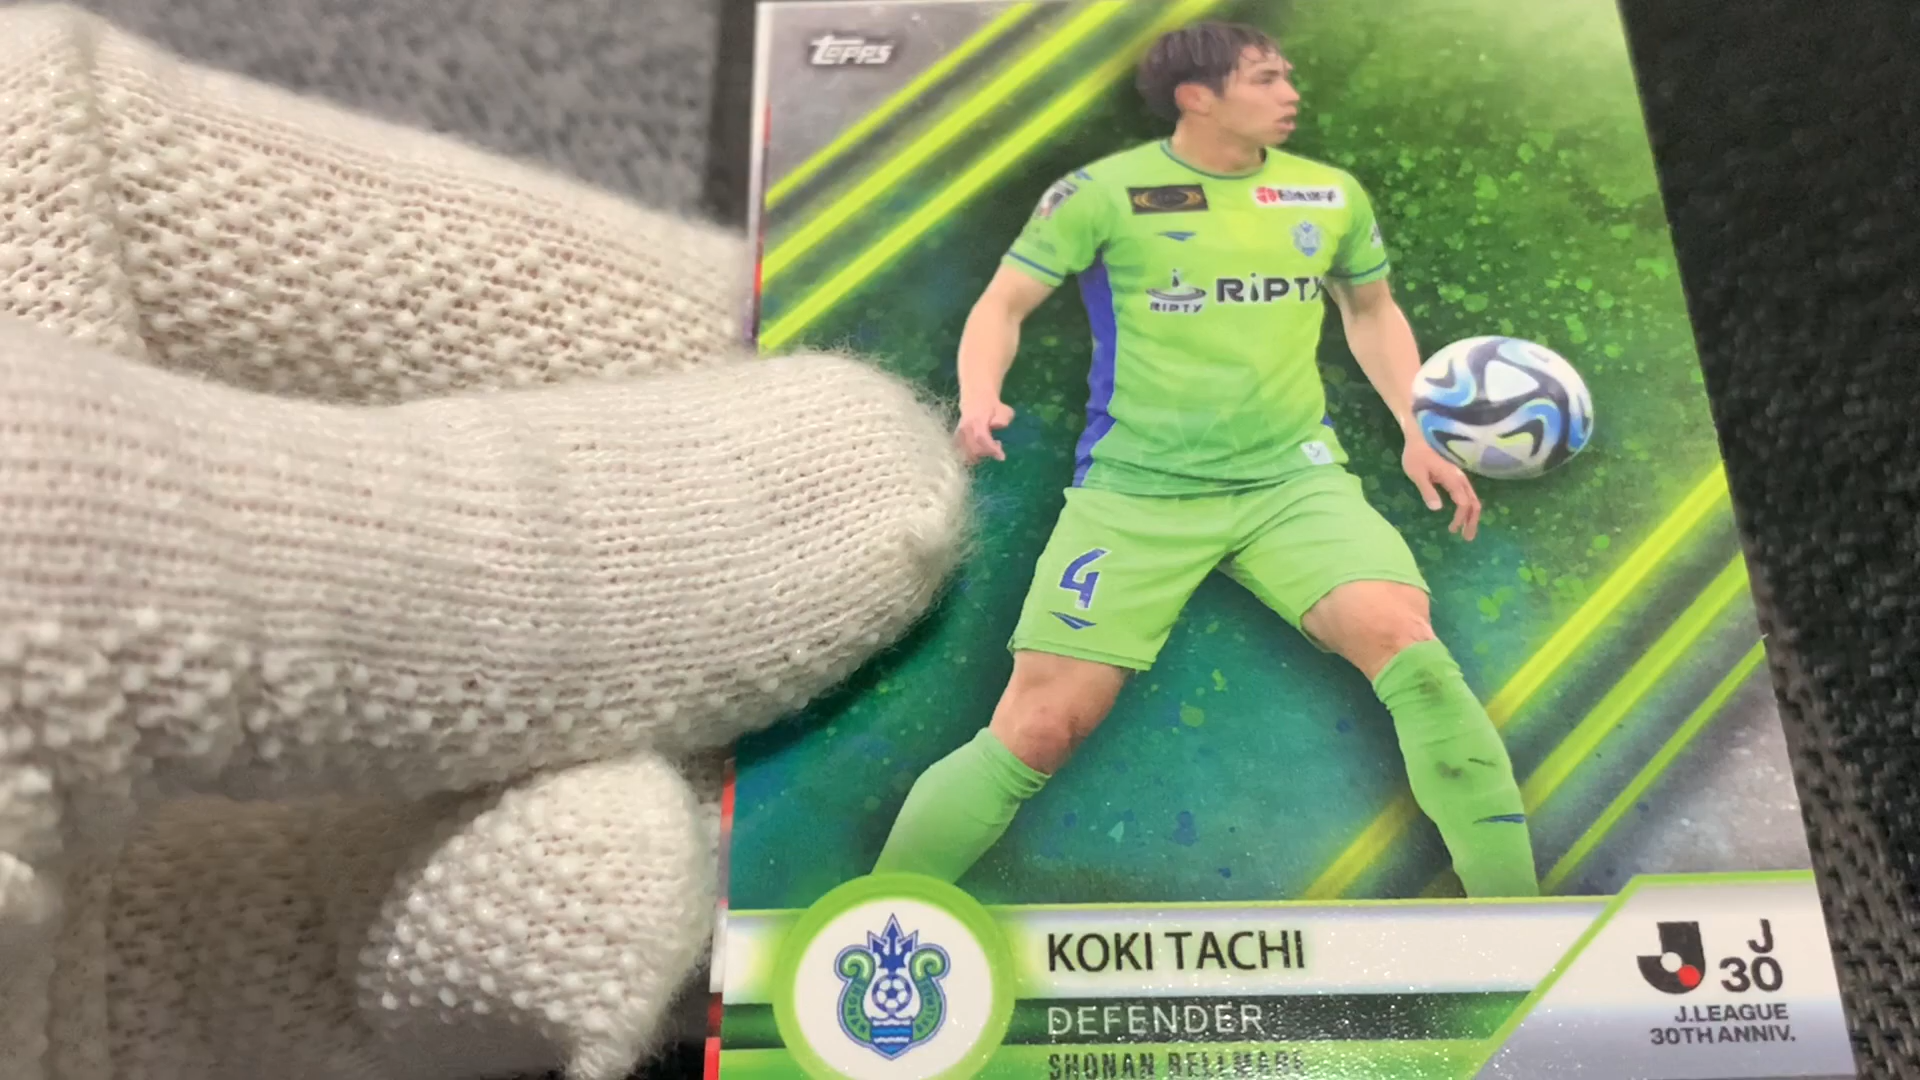 TOPPS
RiPTY
RIPTY
4
KOKI TACHI
DEFENDER
SHONAN BELLMARE
J
30
J.LEAGUE
30TH ANNIV.